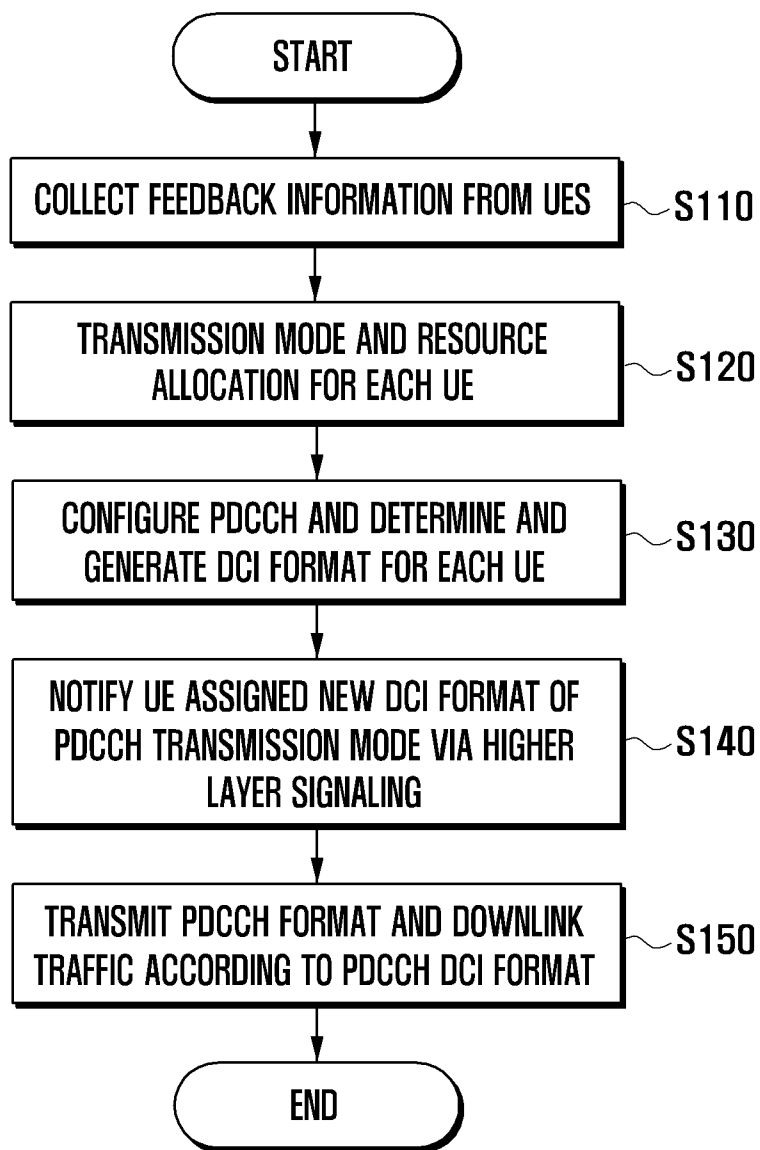 START
COLLECT FEEDBACK INFORMATION FROM UES
S110
TRANSMISSION MODE AND RESOURCE
ALLOCATION FOR EACH UE
S120
CONFIGURE PDCCH AND DETERMINE AND
GENERATE DCI FORMAT FOR EACH UE
S130
NOTIFY UE ASSIGNED NEW DCI FORMAT OF
PDCCH TRANSMISSION MODE VIA HIGHER
LAYER SIGNALING
S140
TRANSMIT PDCCH FORMAT AND DOWNLINK
TRAFFIC ACCORDING TO PDCCH DCI FORMAT
S150
END